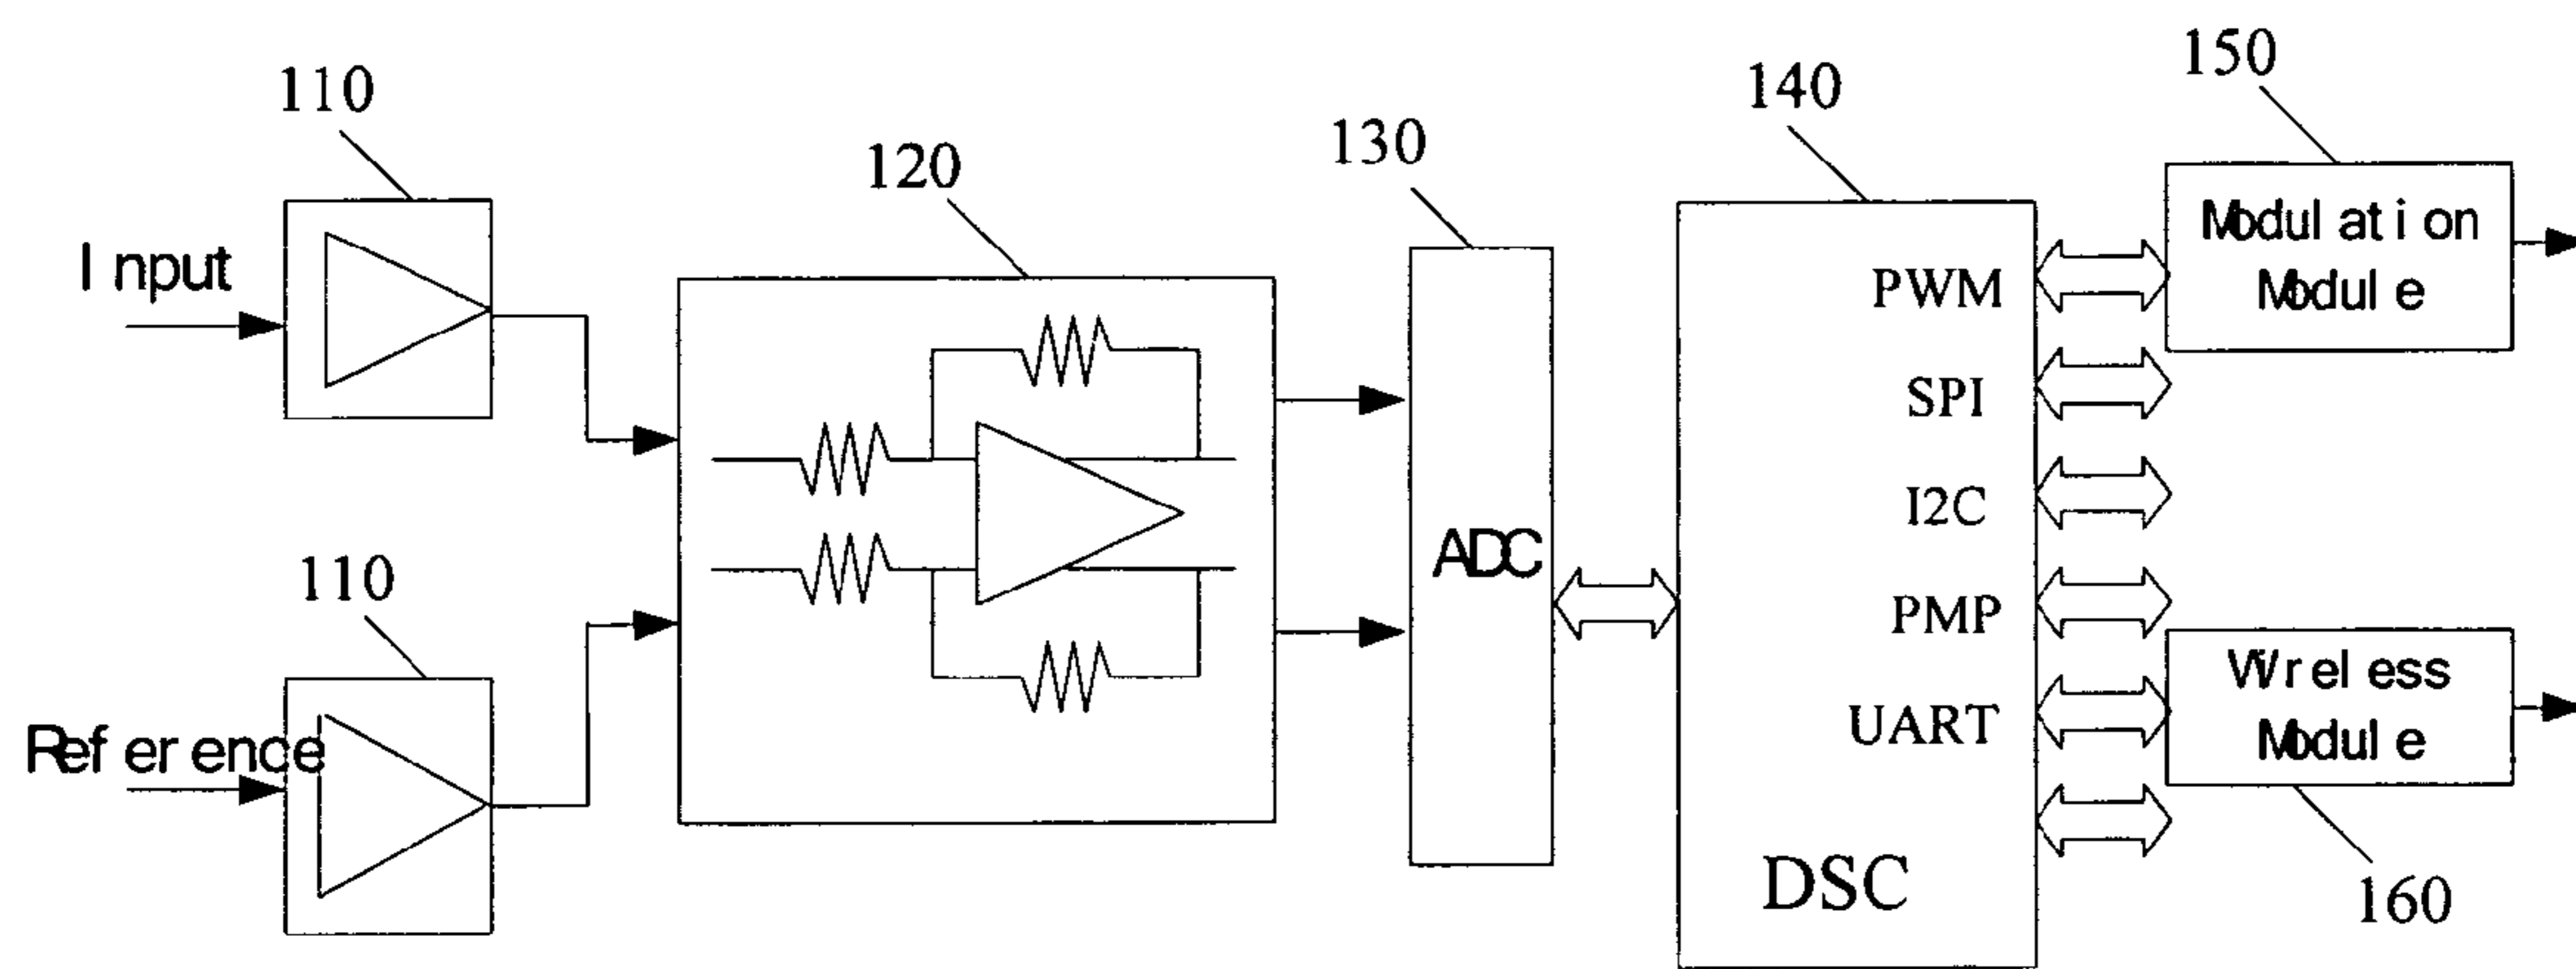 110
Input
120
130
ADC
140
PWM
SPI
I2C
PMP
UART
DSC
150
Modulation
Module
110
Reference
Wireless
Module
160